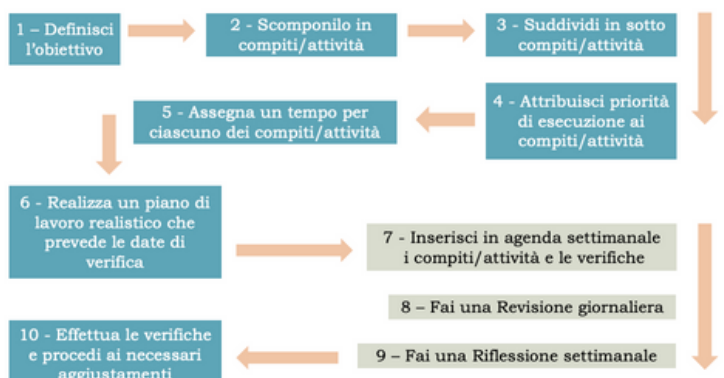 1 – Definisci
l'obiettivo
2 - Scomponilo in
compiti/attività
3 - Suddividi in sotto
compiti/attività
4 - Attribuisci priorità
di esecuzione ai
compiti/attività
5 - Assegna un tempo per
ciascuno dei compiti/attività
6 - Realizza un piano di
lavoro realistico che
prevede le date di
verifica
7 - Inserisci in agenda settimanale
i compiti/attività e le verifiche
8 – Fai una Revisione giornaliera
9 – Fai una Riflessione settimanale
10 - Effettua le verifiche
e procedi ai necessari
aggiustamenti